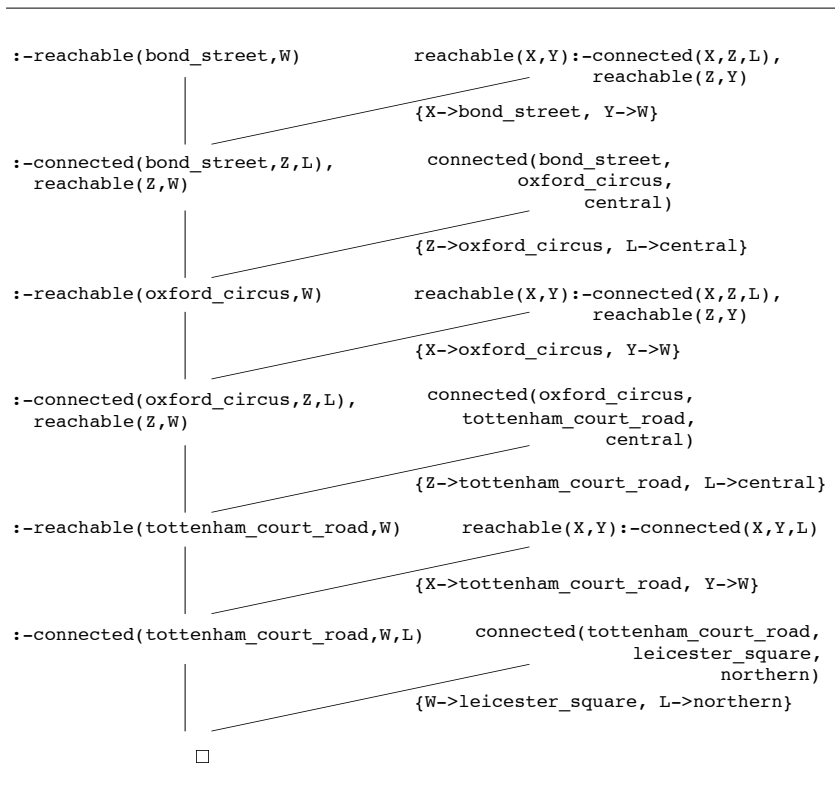 :-reachable(bond_street,W)
reachable(X,Y):-connected(X,Z,L),
reachable(Z,Y)
{X->bond_street, Y->W}
:-connected(bond_street,Z,L),
reachable(Z,W)
connected(bond_street,
oxford_circus,
central)
{Z->oxford_circus, L->central}
:-reachable(oxford_circus,W)
reachable(X,Y):-connected(X,Z,L),
reachable(Z,Y)
{X->oxford_circus, Y->W}
:-connected(oxford_circus,Z,L),
reachable(Z,W)
connected(oxford_circus,
tottenham_court_road,
central)
{Z->tottenham_court_road, L->central}
:-reachable(tottenham_court_road,W)
reachable(X,Y):-connected(X,Y,L)
{X->tottenham_court_road, Y->W}
:-connected(tottenham_court_road,W,L)
connected(tottenham_court_road,
leicester_square,
northern)
{W->leicester_square, L->northern}